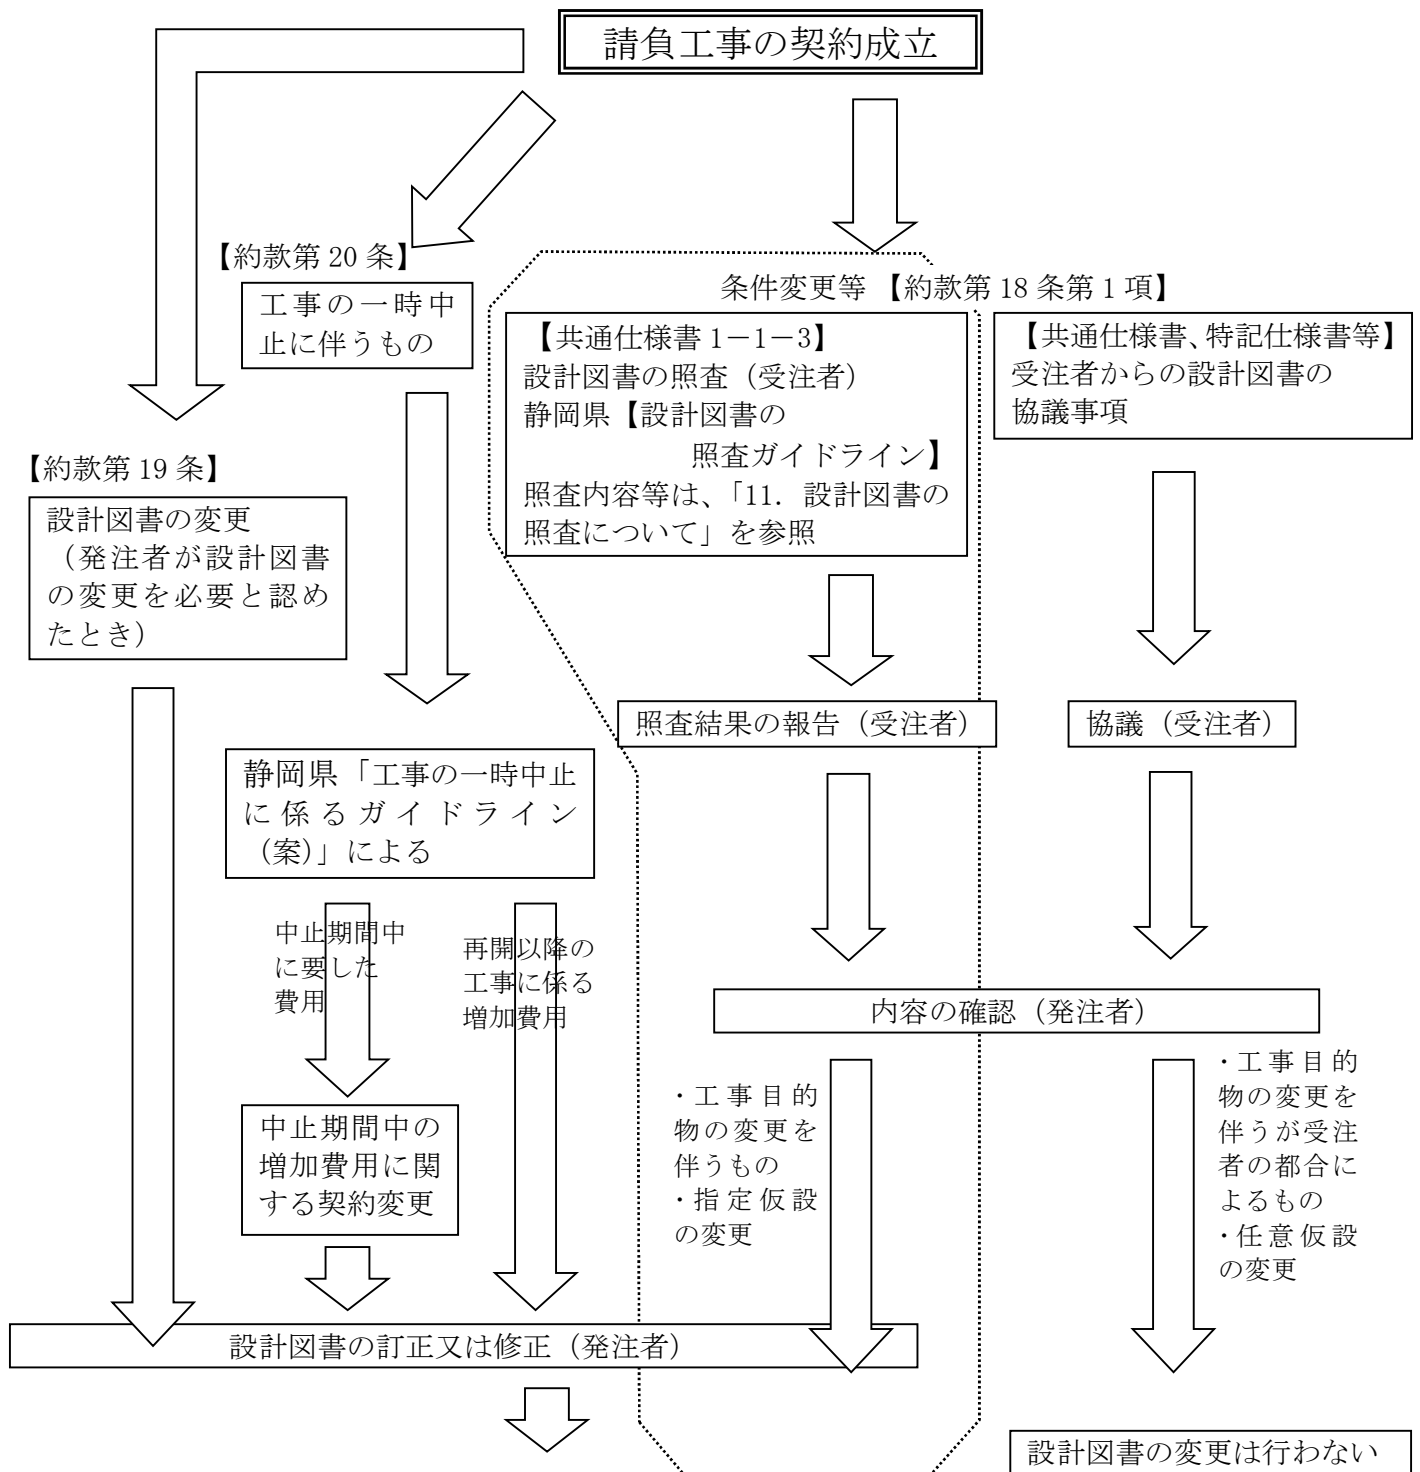 請負工事の契約成立
【約款第 20 条】
工事の一時中
止に伴うもの
条件変更等 【約款第 18 条第 1 項】
【共通仕様書 1－1－3】
設計図書の照査（受注者）
静岡県【設計図書の
照査ガイドライン】
照査内容等は、「11．設計図書の
照査について」を参照
【共通仕様書、特記仕様書等】
受注者からの設計図書の
協議事項
【約款第 19 条】
設計図書の変更
（発注者が設計図書
の変更を必要と認め
たとき）
照査結果の報告（受注者）
協議（受注者）
静岡県「工事の一時中止
に係るガイドライン
（案）」による
中止期間中
に要した
費用
再開以降の
工事に係る
増加費用
内容の確認（発注者）
中止期間中の
増加費用に関
する契約変更
・工事目的
物の変更を
伴うもの
・指定仮設
の変更
・工事目的
物の変更を
伴うが受注
者の都合に
よるもの
・任意仮設
の変更
設計図書の訂正又は修正（発注者）
設計図書の変更は行わない